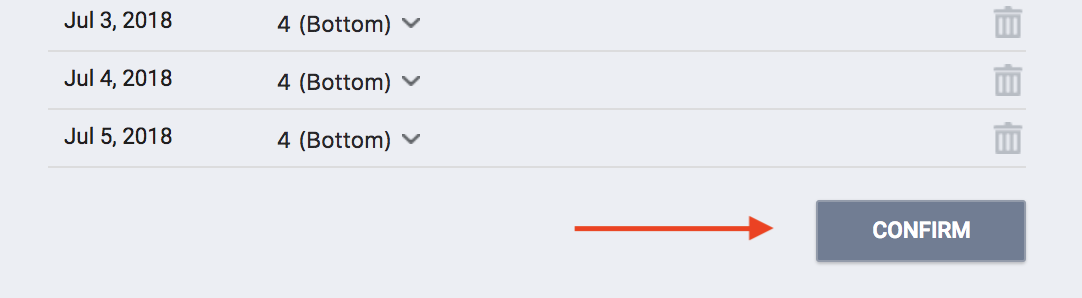 Jul 3, 2018 4 (Bottom)
Jul 4, 2018 4 (Bottom)
Jul 5, 2018 4 (Bottom)
CONFIRM